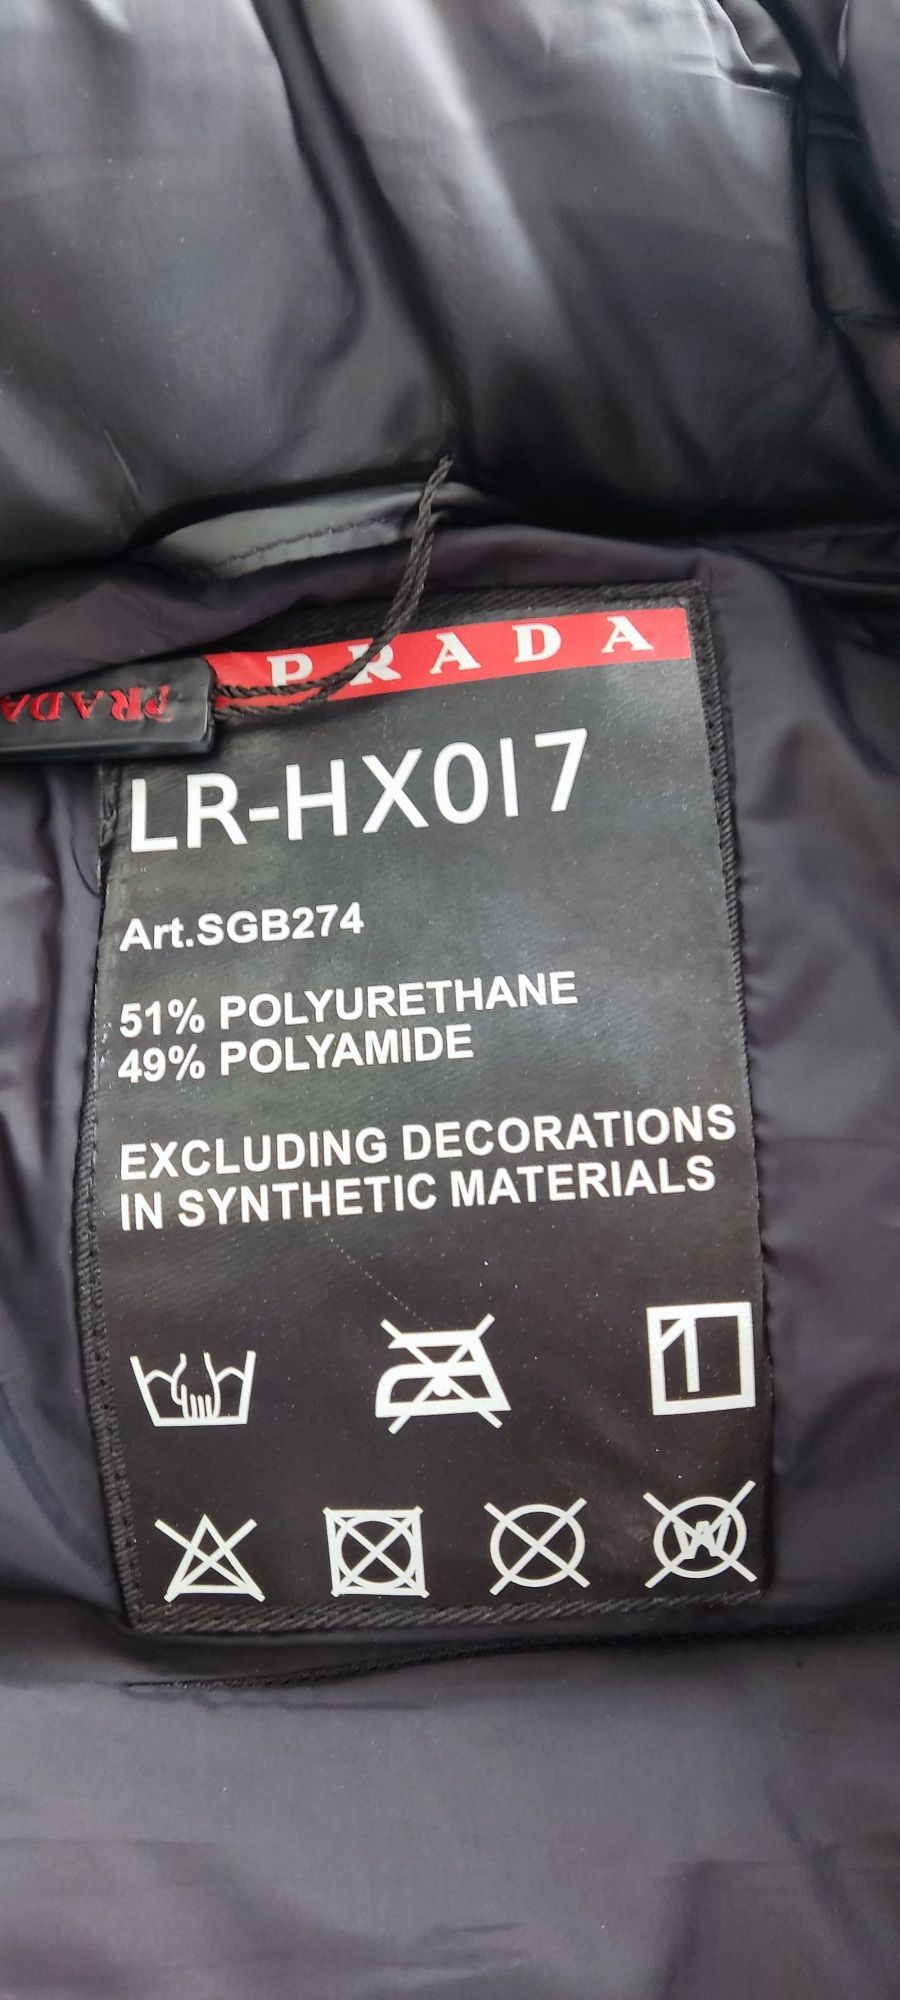 PRADA
PRADA
LR-HX017
Art.SGB274
51% POLYURETHANE
49% POLYAMIDE
EXCLUDING DECORATIONS
IN SYNTHETIC MATERIALS
W